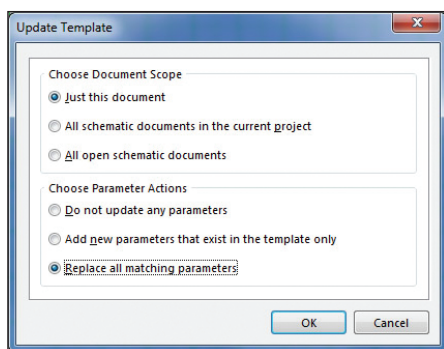 Update Template
Choose Document Scope
Just this document
All schematic documents in the current project
All open schematic documents
Choose Parameter Actions
Do not update any parameters
Add new parameters that exist in the template only
Replace all matching parameters
OK Cancel